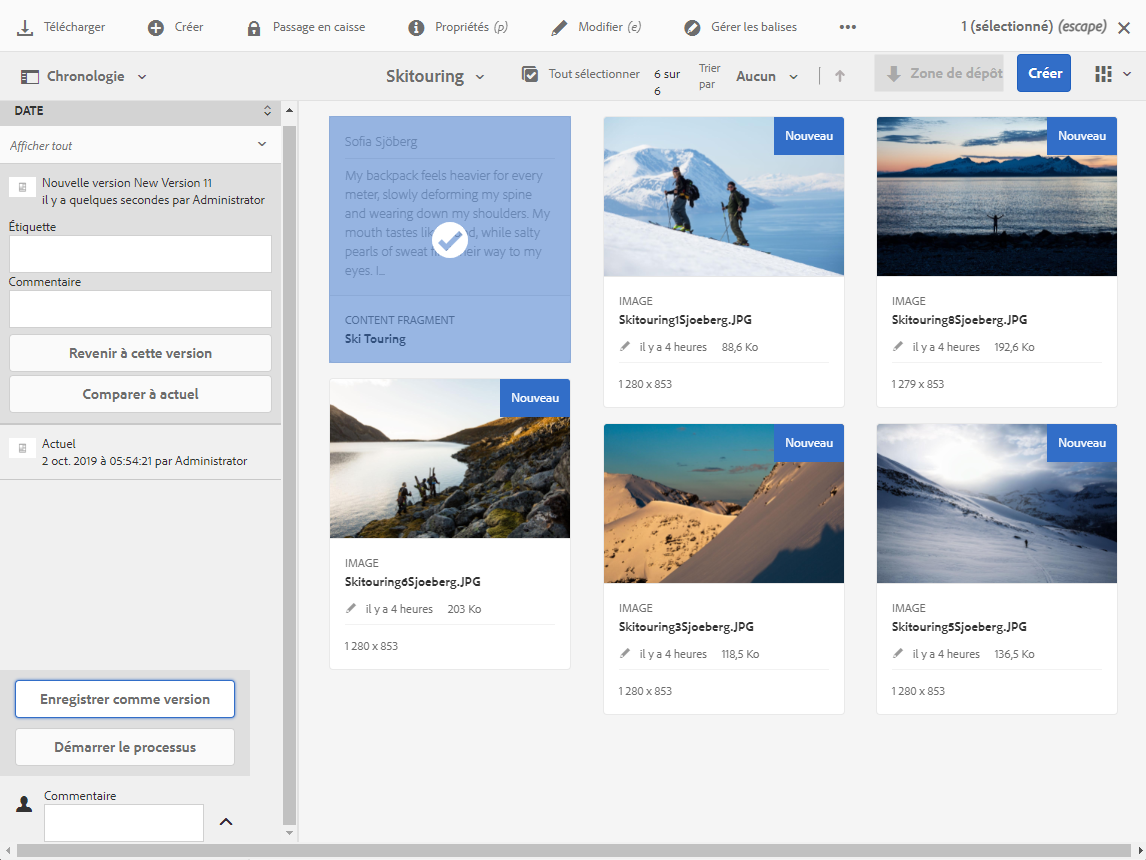 Télécharger
Créer
Passage en caisse
Propriétés (p)
Modifier (e)
Gérer les balises
1 (sélectionné) (escape)
Chronologie
Skitouring
Tout sélectionner
6 sur
6
Trier
par
Aucun
Zone de dépôt
Créer
DATE
Afficher tout
Nouvelle version New Version 11
il y a quelques secondes par Administrator
Étiquette
Commentaire
Revenir à cette version
Comparer à actuel
Actuel
2 oct. 2019 à 05:54:21 par Administrator
Enregistrer comme version
Démarrer le processus
Commentaire
Sofia Sjöberg
My backpack feels heavier for every
meter, slowly deforming my spine
and wearing down my shoulders. My
mouth tastes, while salty
pearls of sweat their way to my
eyes. I...
CONTENT FRAGMENT
Ski Touring
Nouveau
IMAGE
Skitouring1Sjoeberg.JPG
il y a 4 heures 88,6 Ko
1 280 x 853
Nouveau
IMAGE
Skitouring8Sjoeberg.JPG
il y a 4 heures 192,6 Ko
1 279 x 853
Nouveau
IMAGE
Skitouring6Sjoeberg.JPG
il y a 4 heures 203 Ko
1 280 x 853
Nouveau
IMAGE
Skitouring3Sjoeberg.JPG
il y a 4 heures 118,5 Ko
1 280 x 853
Nouveau
IMAGE
Skitouring5Sjoeberg.JPG
il y a 4 heures 136,5 Ko
1 280 x 853